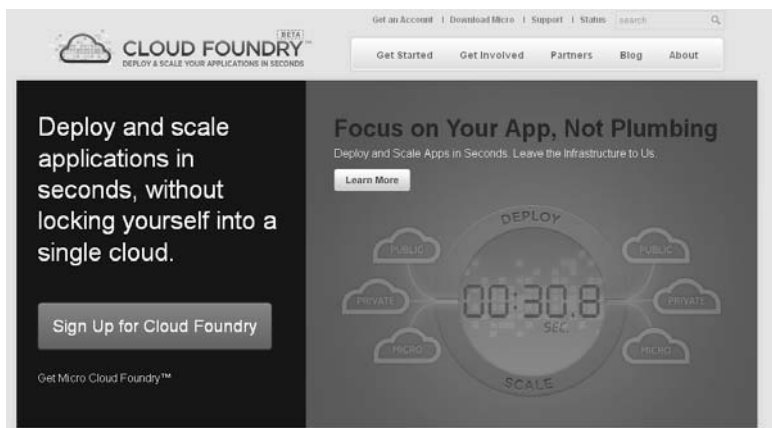 Get an Account | Download Micro | Support | Status search
BETA
CLOUD FOUNDRY™
DEPLOY & SCALE YOUR APPLICATIONS IN SECONDS
Get Started Get Involved Partners Blog About
Deploy and scale
applications in
seconds, without
locking yourself into a
single cloud.
Sign Up for Cloud Foundry
Get Micro Cloud Foundry™
Focus on Your App, Not Plumbing
Deploy and Scale Apps in Seconds. Leave the Infrastructure to Us.
Learn More
DEPLOY
PUBLIC PUBLIC
PRIVATE 00:30.8 PRIVATE
SEC.
MICRO MICRO
SCALE